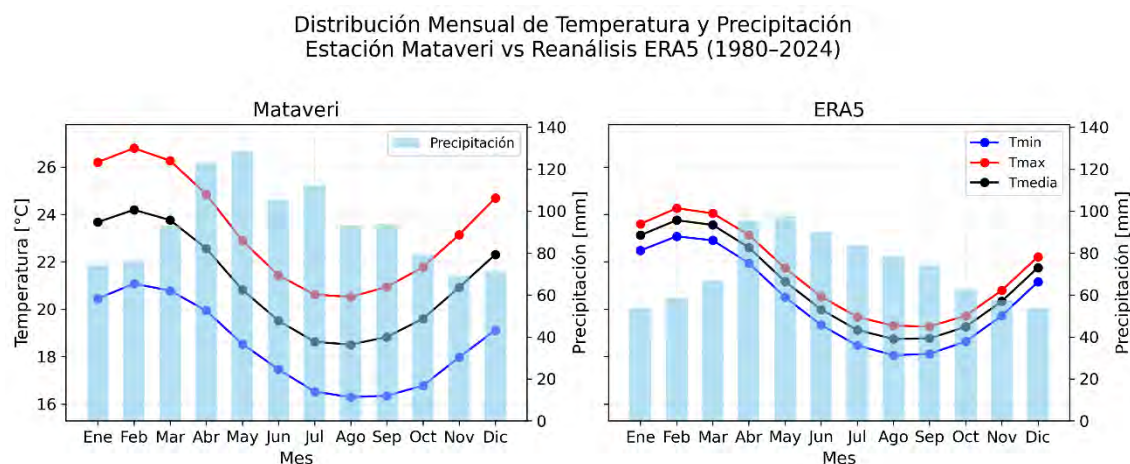 Distribución Mensual de Temperatura y Precipitación
Estación Mataveri vs Reanálisis ERA5 (1980–2024)
Mataveri
Precipitación
Temperatura [°C]
26
24
22
20
18
16
140
120
100
80
60
40
20
0
Precipitación [mm]
Ene Feb Mar Abr May Jun Jul Ago Sep Oct Nov Dic
Mes
ERA5
Tmin
Tmax
Tmedia
140
120
100
80
60
40
20
0
Precipitación [mm]
Ene Feb Mar Abr May Jun Jul Ago Sep Oct Nov Dic
Mes